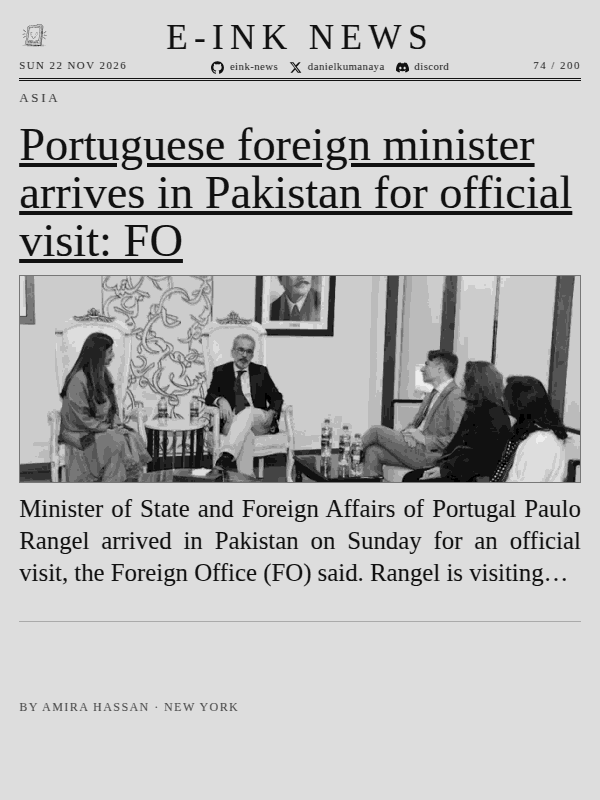 E-INK NEWS
SUN 22 NOV 2026
eink-news danielkumanaya discord
74 / 200
ASIA
Portuguese foreign minister
arrives in Pakistan for official
visit: FO
Minister of State and Foreign Affairs of Portugal Paulo
Rangel arrived in Pakistan on Sunday for an official
visit, the Foreign Office (FO) said. Rangel is visiting…
BY AMIRA HASSAN · NEW YORK